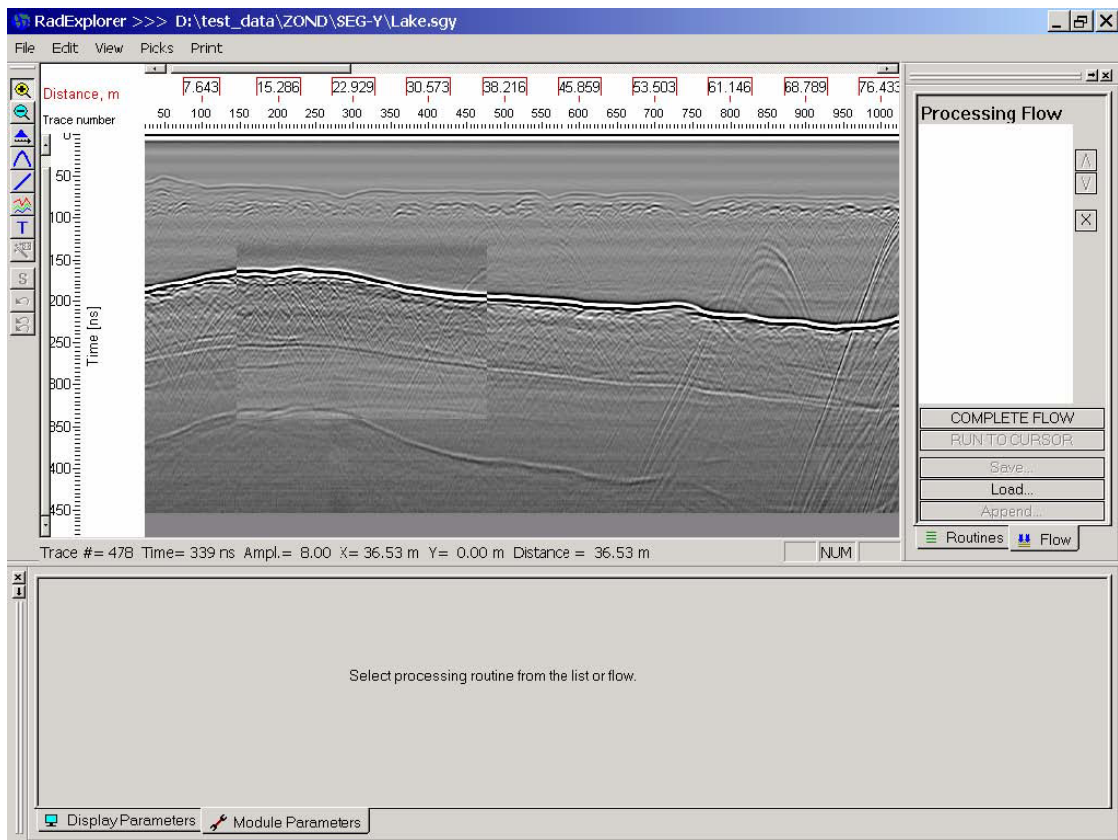 RadExplorer >>> D:\test_data\ZOND\SEG-Y\Lake.sgy
File Edit View Picks Print
Distance, m 7.643 15.286 22.929 30.573 38.216 45.859 53.503 61.146 68.789 76.433
Trace number 50 100 150 200 250 300 350 400 450 500 550 600 650 700 750 800 850 900 950 1000
0
50
100
150
200
250
300
350
400
450
Time [ns]
T
S
Processing Flow
COMPLETE FLOW
RUN TO CURSOR
Save...
Load...
Append...
Routines Flow
Trace #= 478 Time= 339 ns Ampl.= 8.00 X= 36.53 m Y= 0.00 m Distance = 36.53 m NUM
Select processing routine from the list or flow.
Display Parameters Module Parameters